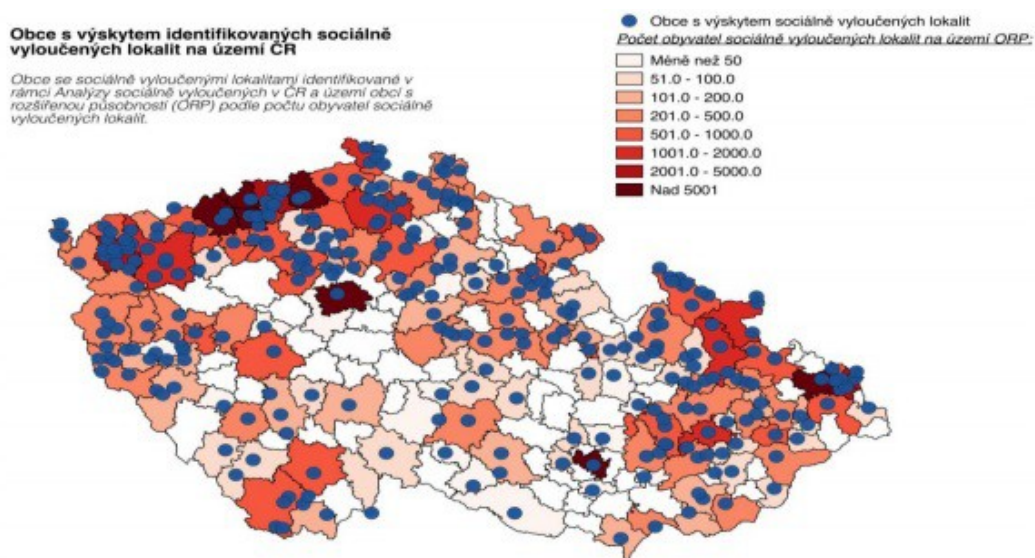 Obce s výskytem identifikovaných sociálně
vyloučených lokalit na území ČR
Obce se sociálně vyloučenými lokalitami identifikované v
rámci Analýzy sociálně vyloučených v ČR a území obcí s
rozšířenou působností (ORP) podle počtu obyvatel sociálně
vyloučených lokalit.
Obce s výskytem sociálně vyloučených lokalit
Počet obyvatel sociálně vyloučených lokalit na území ORP:
Méně než 50
51.0 - 100.0
101.0 - 200.0
201.0 - 500.0
501.0 - 1000.0
1001.0 - 2000.0
2001.0 - 5000.0
Nad 5001